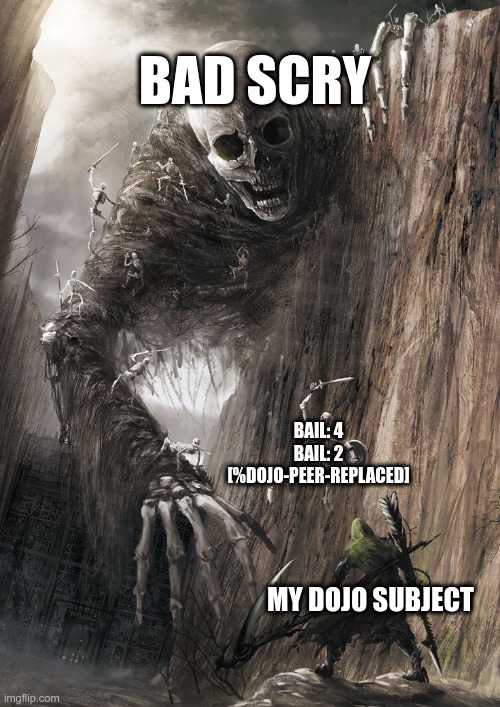 BAD SCRY
BAIL: 4
BAIL: 2
[%DOJO-PEER-REPLACED]
MY DOJO SUBJECT
imgflip.com